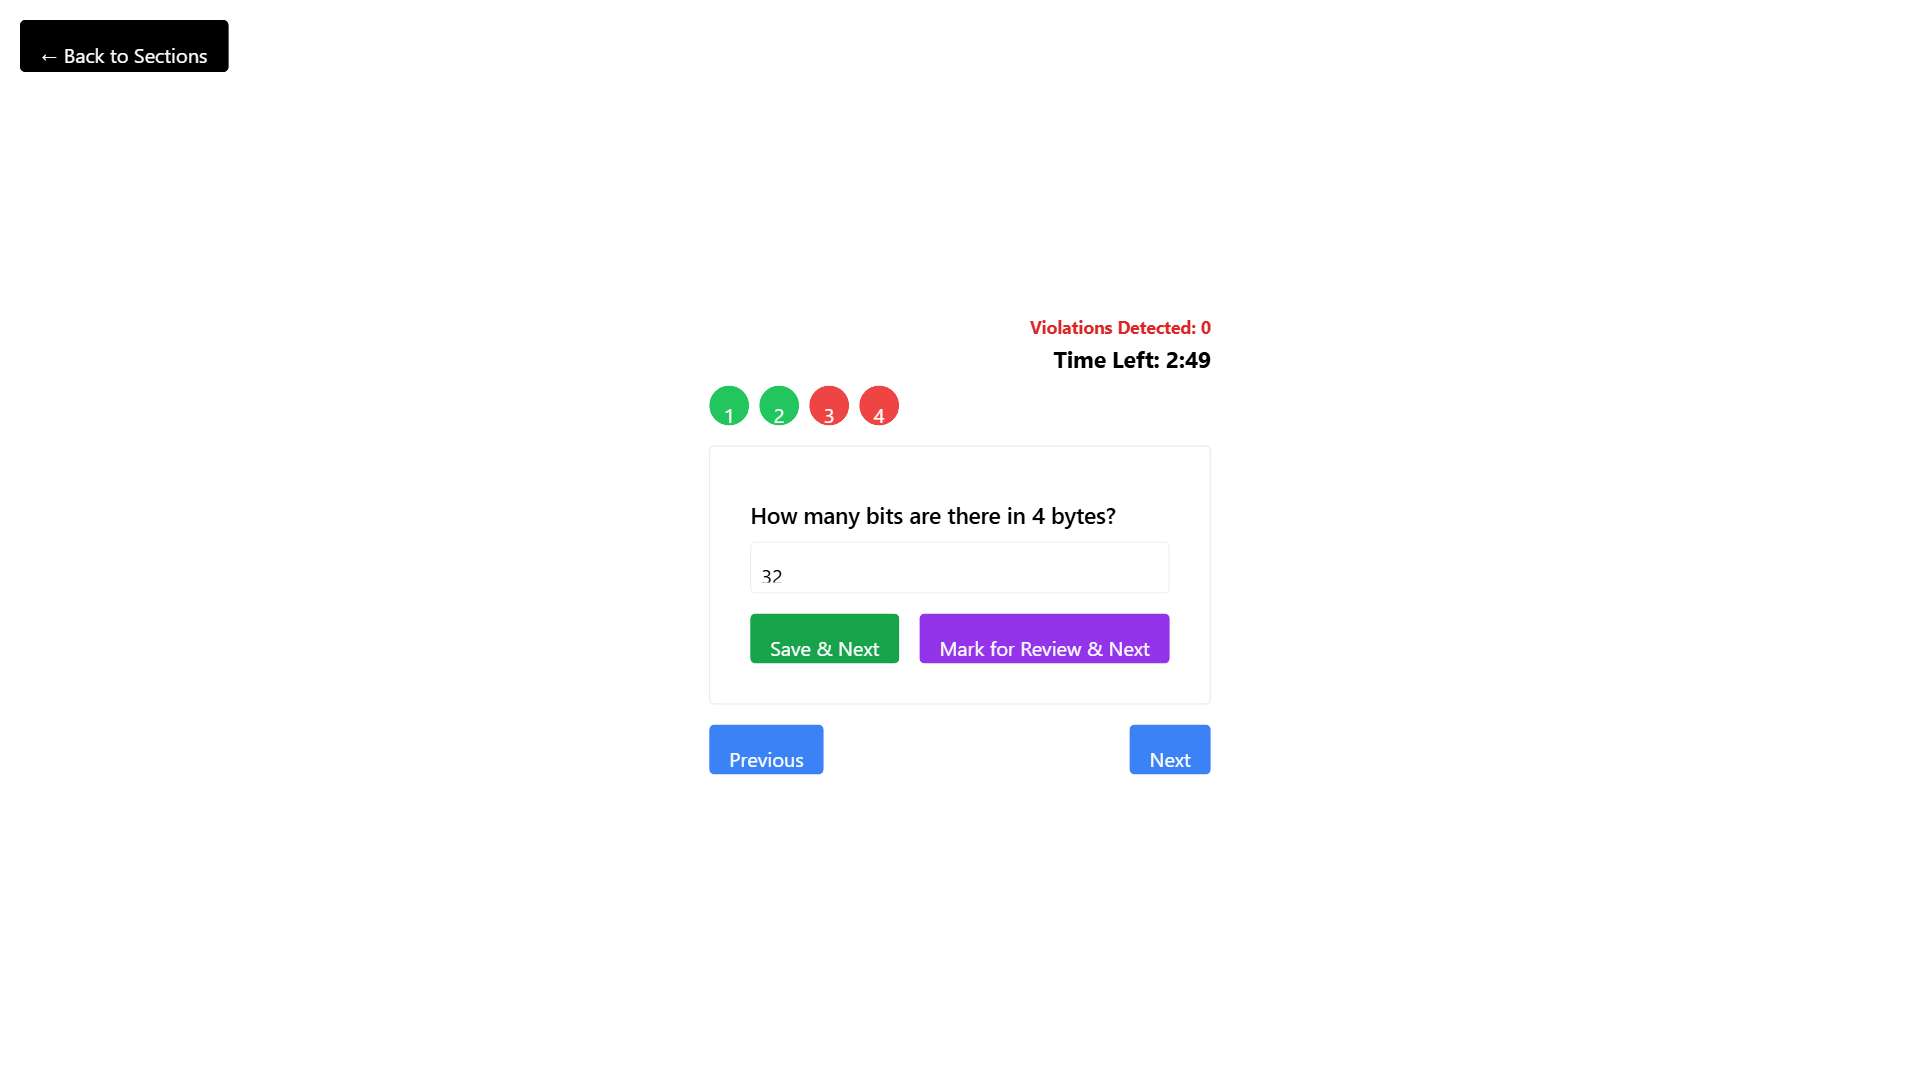 ← Back to Sections
Violations Detected: 0
Time Left: 2:49
1 2 3 4
How many bits are there in 4 bytes?
32
Save & Next Mark for Review & Next
Previous Next